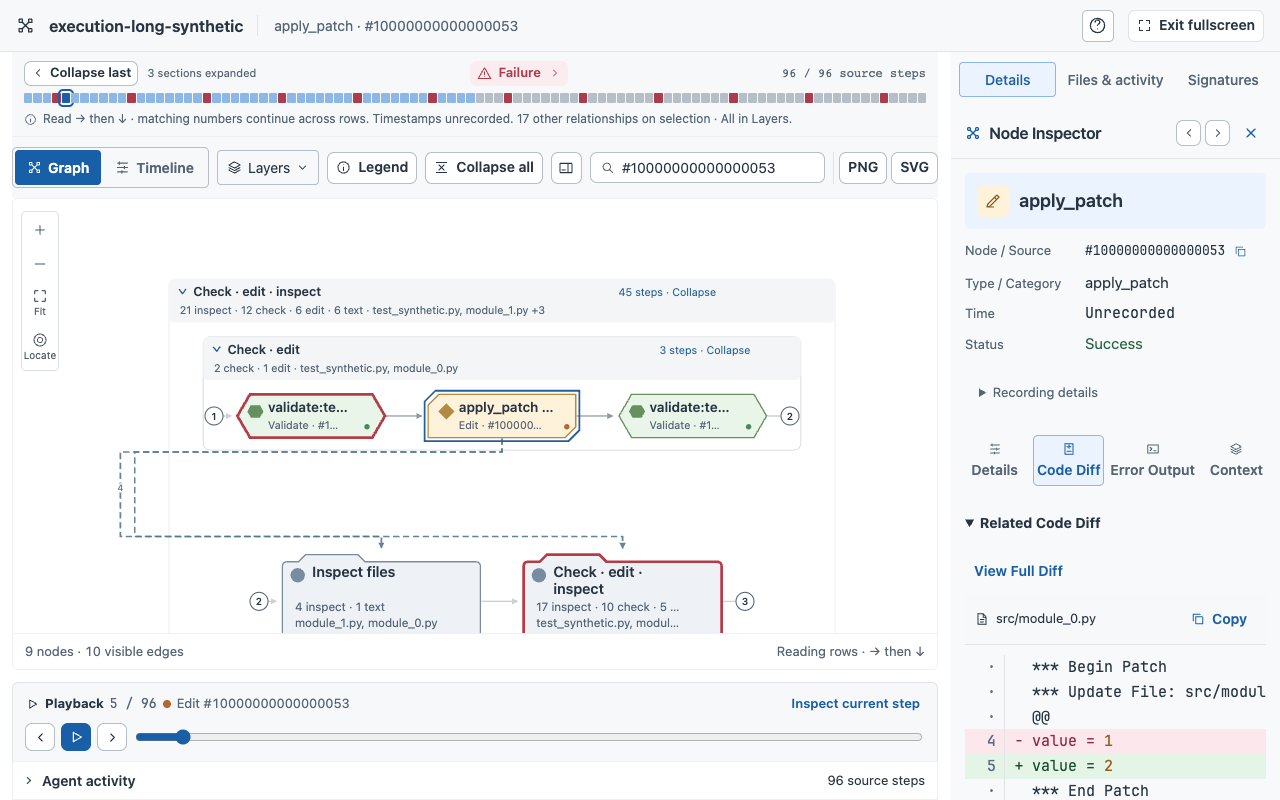 execution-long-synthetic
apply_patch · #10000000000000053
Exit fullscreen
Collapse last
3 sections expanded
Failure
96 / 96 source steps
Read → then ↓ · matching numbers continue across rows. Timestamps unrecorded. 17 other relationships on selection · All in Layers.
Graph
Timeline
Layers
Legend
Collapse all
#10000000000000053
PNG
SVG
Fit
Locate
Check · edit · inspect
45 steps · Collapse
21 inspect · 12 check · 6 edit · 6 text · test_synthetic.py, module_1.py +3
Check · edit
3 steps · Collapse
2 check · 1 edit · test_synthetic.py, module_0.py
1
validate:te...
Validate · #1...
apply_patch ...
Edit · #100000...
validate:te...
Validate · #1...
2
4
2
Inspect files
4 inspect · 1 text
module_1.py, module_0.py
Check · edit ·
inspect
17 inspect · 10 check · 5 ...
test_synthetic.py, modul...
3
9 nodes · 10 visible edges
Reading rows · → then ↓
Playback 5 / 96 Edit #10000000000000053
Inspect current step
Agent activity
96 source steps
Details
Files & activity
Signatures
Node Inspector
apply_patch
Node / Source #10000000000000053
Type / Category apply_patch
Time Unrecorded
Status Success
Recording details
Details
Code Diff
Error Output
Context
Related Code Diff
View Full Diff
src/module_0.py
Copy
· *** Begin Patch
· *** Update File: src/modul
· @@
4 - value = 1
5 + value = 2
· *** End Patch